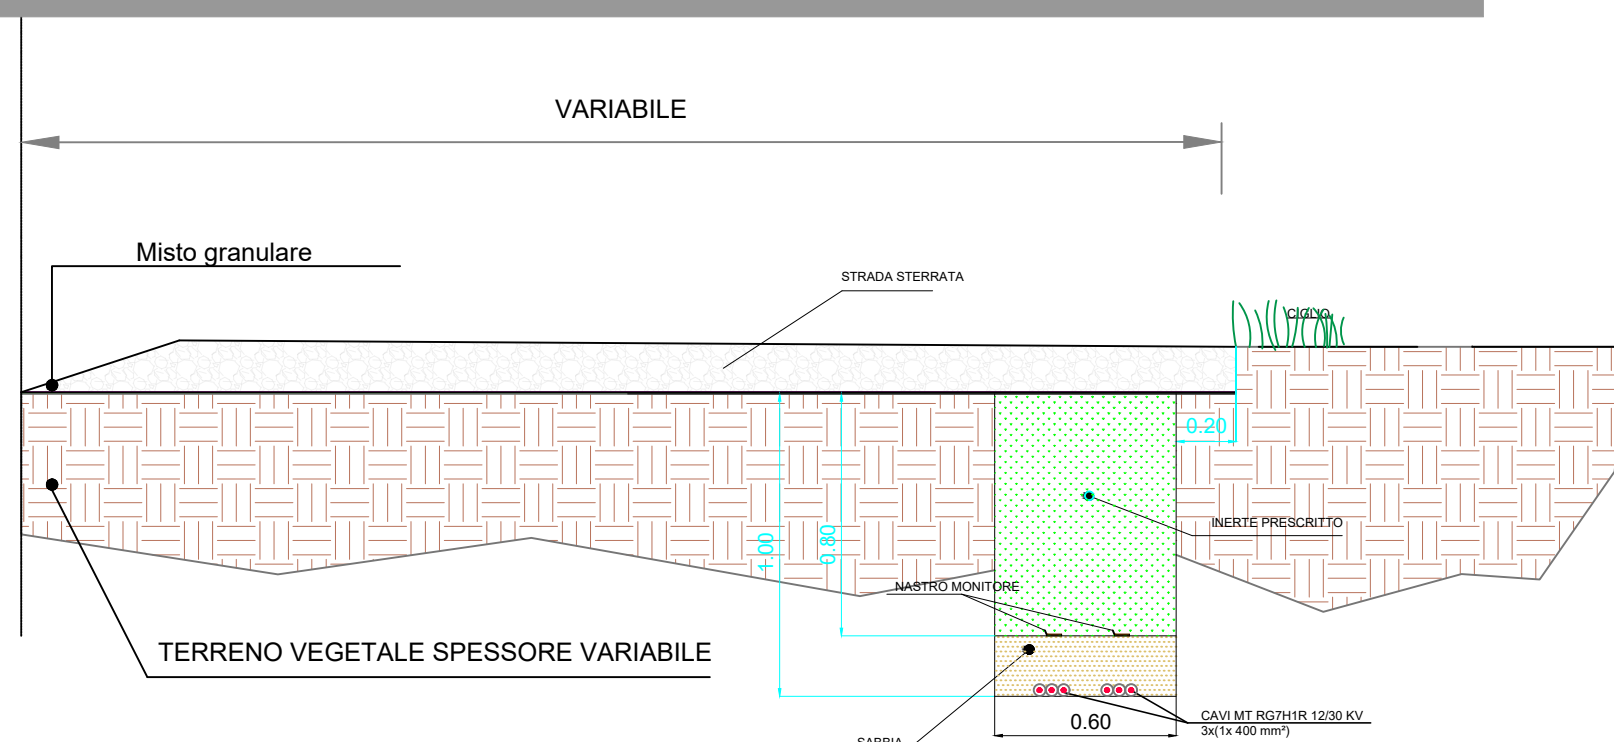 VARIABILE
Misto granulare
STRADA STERRATA
CIGLIO
0.20
INERTE PRESCRITTO
1.00
0.80
NASTRO MONITORE
TERRENO VEGETALE SPESSORE VARIABILE
0.60
CAVI MT RG7H1R 12/30 KV
3x(1x 400 mm²)
SABBIA